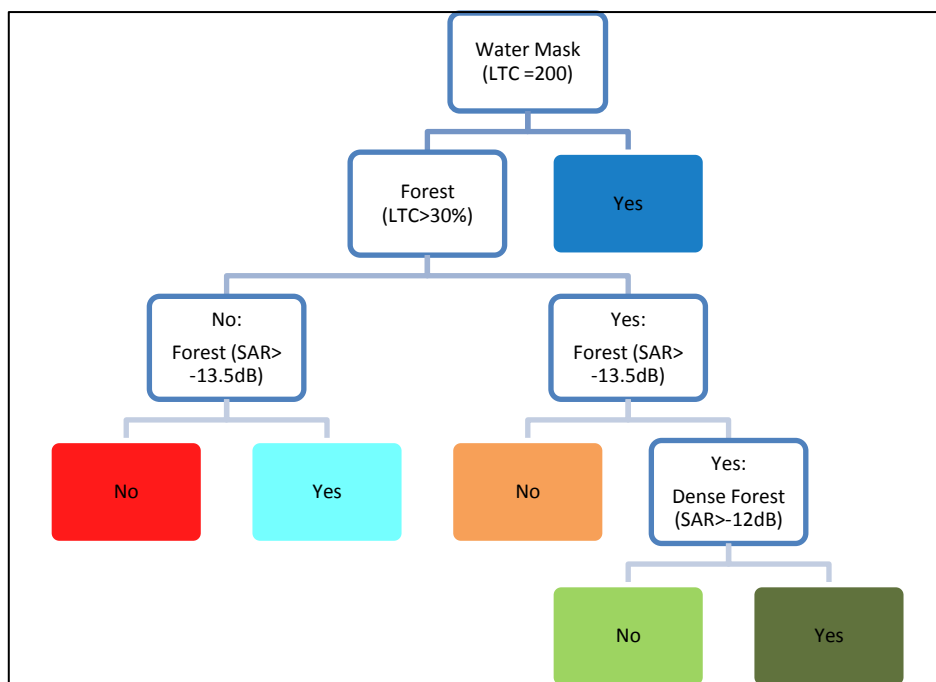 Water Mask
(LTC =200)
Forest
(LTC>30%)
Yes
No:
Forest (SAR>
-13.5dB)
Yes:
Forest (SAR>
-13.5dB)
No
Yes
No
Yes:
Dense Forest
(SAR>-12dB)
No
Yes